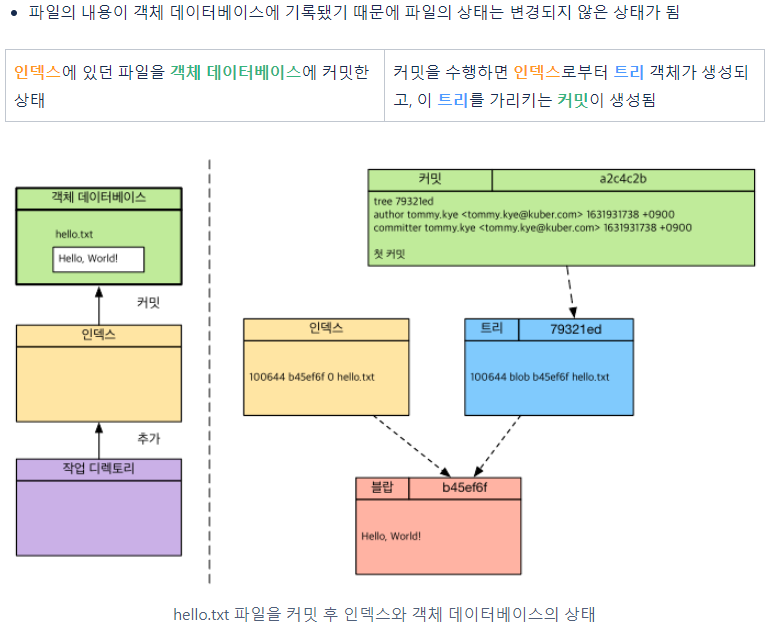 파일의 내용이 객체 데이터베이스에 기록됐기 때문에 파일의 상태는 변경되지 않은 상태가 됨
인덱스에 있던 파일을 객체 데이터베이스에 커밋한
상태
커밋을 수행하면 인덱스로부터 트리 객체가 생성되
고, 이 트리를 가리키는 커밋이 생성됨
객체 데이터베이스
hello.txt
Hello, World!
커밋
인덱스
추가
작업 디렉토리
커밋 a2c4c2b
tree 79321ed
author tommy.kye <tommy.kye@kuber.com> 1631931738 +0900
committer tommy.kye <tommy.kye@kuber.com> 1631931738 +0900
첫 커밋
인덱스
100644 b45ef6f 0 hello.txt
트리 79321ed
100644 blob b45ef6f hello.txt
블랍 b45ef6f
Hello, World!
hello.txt 파일을 커밋 후 인덱스와 객체 데이터베이스의 상태